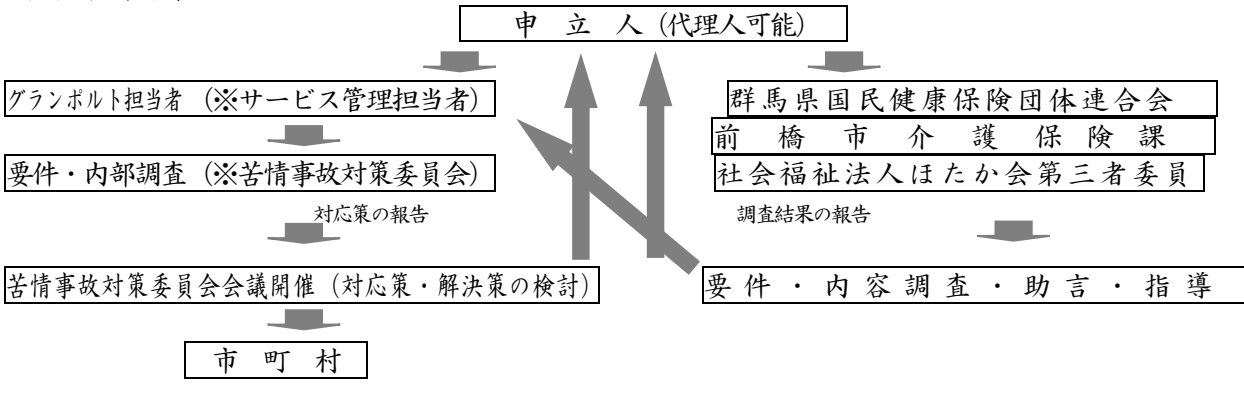 申立人(代理人可能)
グランポルト担当者（※サービス管理担当者）
群馬県国民健康保険団体連合会
前橋市介護保険課
要件・内部調査（※苦情事故対策委員会）
社会福祉法人ほたか会第三者委員
対応策の報告
調査結果の報告
苦情事故対策委員会会議開催（対応策・解決策の検討）
要件・内容調査・助言・指導
市町村